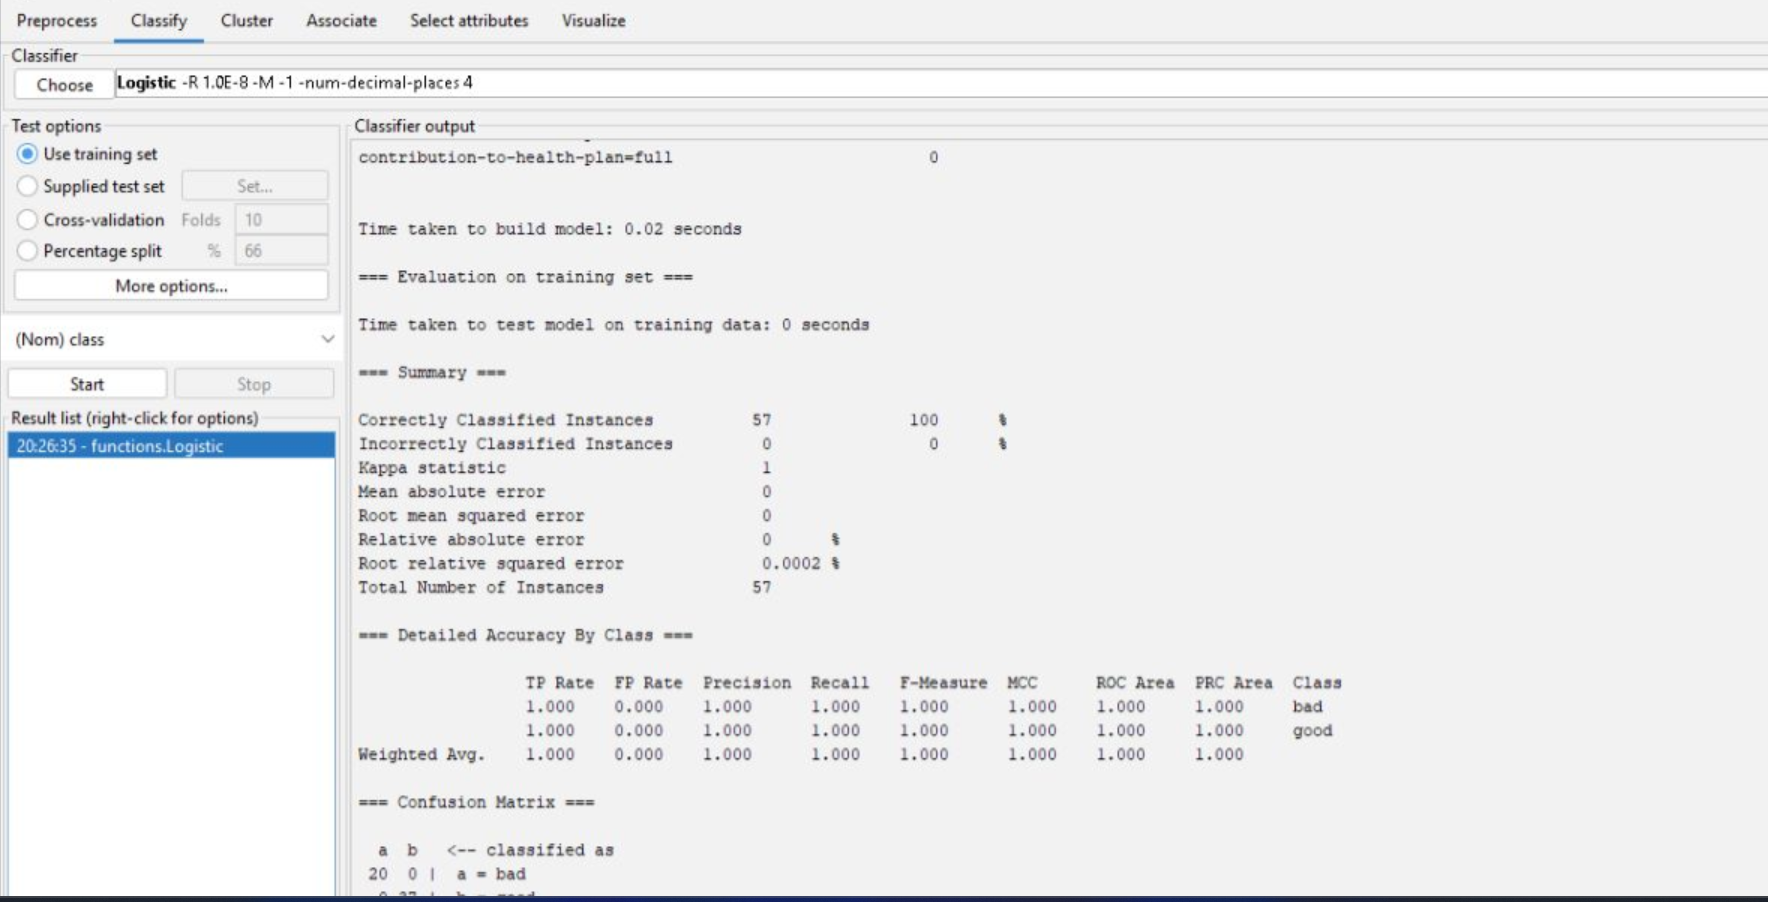 Preprocess Classify Cluster Associate Select attributes Visualize
Classifier
Choose Logistic -R 1.0E-8 -M -1 -num-decimal-places 4
Test options
Use training set
Supplied test set Set...
Cross-validation Folds 10
Percentage split % 66
More options...
(Nom) class
Start Stop
Result list (right-click for options)
20:26:35 - functions.Logistic
Classifier output
contribution-to-health-plan=full 0
Time taken to build model: 0.02 seconds
=== Evaluation on training set ===
Time taken to test model on training data: 0 seconds
=== Summary ===
Correctly Classified Instances 57 100 %
Incorrectly Classified Instances 0 0 %
Kappa statistic 1
Mean absolute error 0
Root mean squared error 0
Relative absolute error 0 %
Root relative squared error 0.0002 %
Total Number of Instances 57
=== Detailed Accuracy By Class ===
TP Rate FP Rate Precision Recall F-Measure MCC ROC Area PRC Area Class
1.000 0.000 1.000 1.000 1.000 1.000 1.000 1.000 bad
1.000 0.000 1.000 1.000 1.000 1.000 1.000 1.000 good
Weighted Avg. 1.000 0.000 1.000 1.000 1.000 1.000 1.000 1.000
=== Confusion Matrix ===
a b <-- classified as
20 0 | a = bad